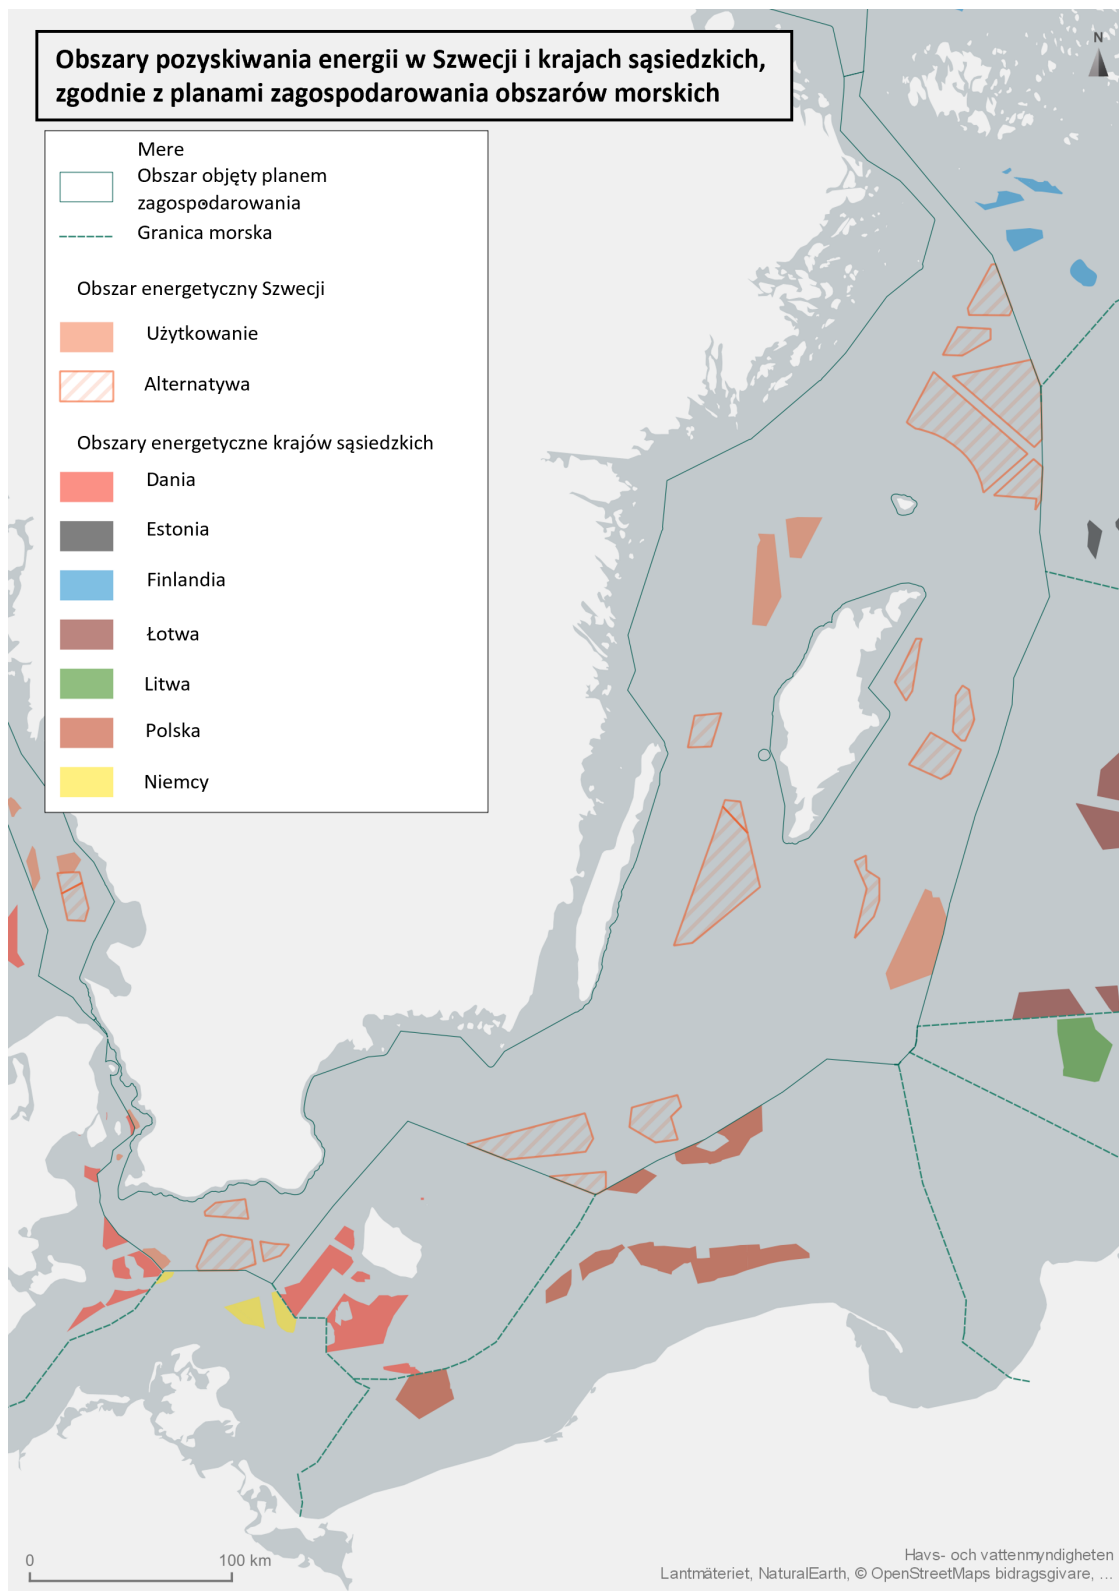 Obszary pozyskiwania energii w Szwecji i krajach sąsiedzkich,
zgodnie z planami zagospodarowania obszarów morskich
N
Mere
Obszar objęty planem
zagospodarowania
Granica morska
Obszar energetyczny Szwecji
Użytkowanie
Alternatywa
Obszary energetyczne krajów sąsiedzkich
Dania
Estonia
Finlandia
Łotwa
Litwa
Polska
Niemcy
0 100 km
Havs- och vattenmyndigheten
Lantmäteriet, NaturalEarth, © OpenStreetMaps bidragsgivare, ...